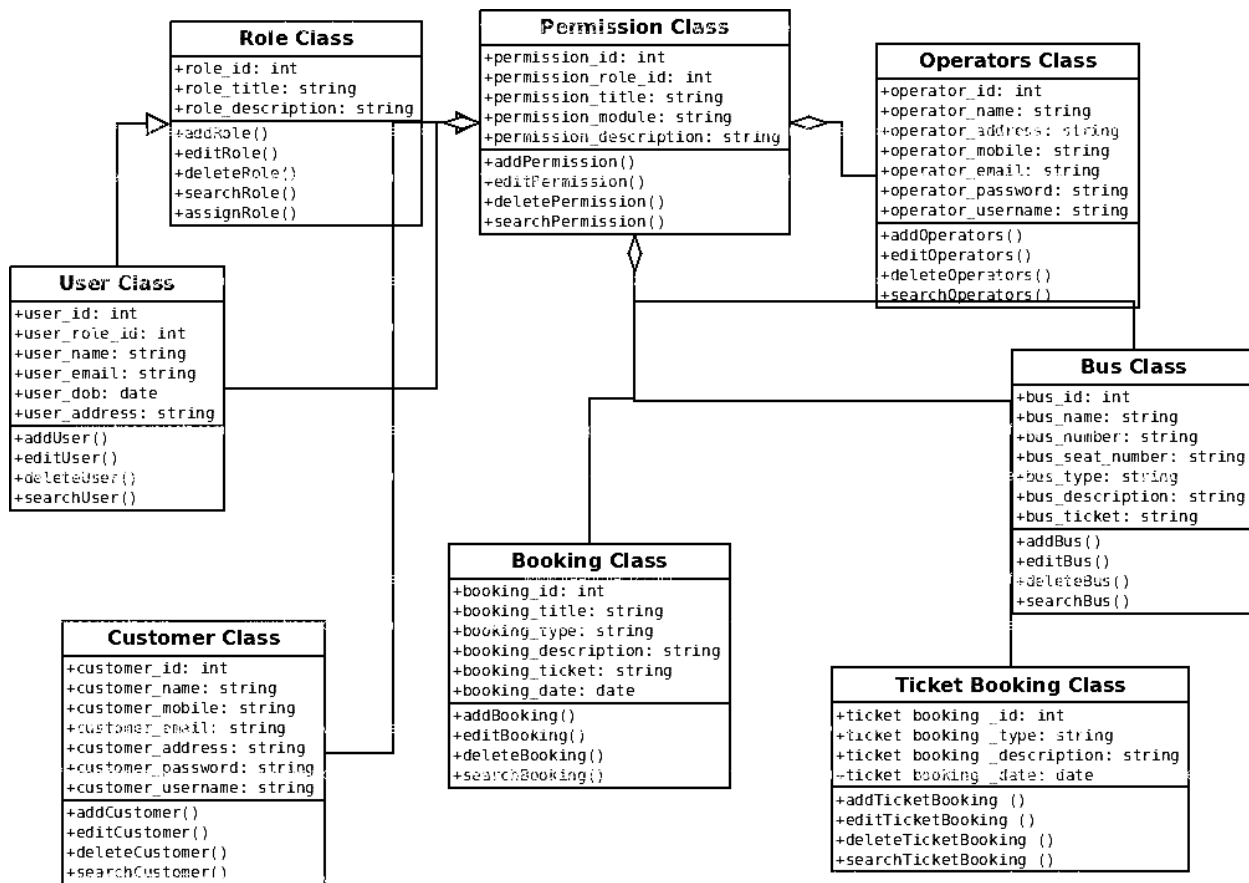 Role Class
+role_id: int
+role_title: string
+role_description: string
+addRole()
+editRole()
+deleteRole()
+searchRole()
+assignRole()
Permission Class
+permission_id: int
+permission_role_id: int
+permission_title: string
+permission_module: string
+permission_description: string
+addPermission()
+editPermission()
+deletePermission()
+searchPermission()
Operators Class
+operator_id: int
+operator_name: string
+operator_address: string
+operator_mobile: string
+operator_email: string
+operator_password: string
+operator_username: string
+addOperators()
+editOperators()
+deleteOperators()
+searchOperators()
User Class
+user_id: int
+user_role_id: int
+user_name: string
+user_email: string
+user_dob: date
+user_address: string
+addUser()
+editUser()
+deleteUser()
+searchUser()
Bus Class
+bus_id: int
+bus_name: string
+bus_number: string
+bus_seat_number: string
+bus_type: string
+bus_description: string
+bus_ticket: string
+addBus()
+editBus()
+deleteBus()
+searchBus()
Booking Class
+booking_id: int
+booking_title: string
+booking_type: string
+booking_description: string
+booking_ticket: string
+booking_date: date
+addBooking()
+editBooking()
+deleteBooking()
+searchBooking()
Customer Class
+customer_id: int
+customer_name: string
+customer_mobile: string
+customer_email: string
+customer_address: string
+customer_password: string
+customer_username: string
+addCustomer()
+editCustomer()
+deleteCustomer()
+searchCustomer()
Ticket Booking Class
+ticket booking _id: int
+ticket booking _type: string
+ticket booking _description: string
+ticket booking _date: date
+addTicketBooking ()
+editTicketBooking ()
+deleteTicketBooking ()
+searchTicketBooking ()